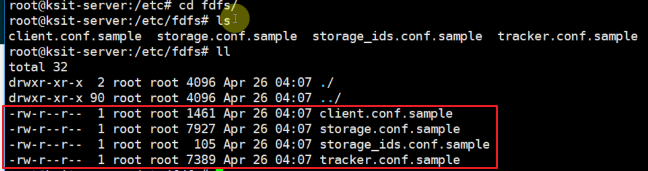 root@ksit-server:/etc# cd fdfs/
root@ksit-server:/etc/fdfs# ls
client.conf.sample  storage.conf.sample  storage_ids.conf.sample  tracker.conf.sample
root@ksit-server:/etc/fdfs# ll
total 32
drwxr-xr-x  2 root root 4096 Apr 26 04:07 ./
drwxr-xr-x 90 root root 4096 Apr 26 04:07 ../
-rw-r--r--  1 root root 1461 Apr 26 04:07 client.conf.sample
-rw-r--r--  1 root root 7927 Apr 26 04:07 storage.conf.sample
-rw-r--r--  1 root root  105 Apr 26 04:07 storage_ids.conf.sample
-rw-r--r--  1 root root 7389 Apr 26 04:07 tracker.conf.sample